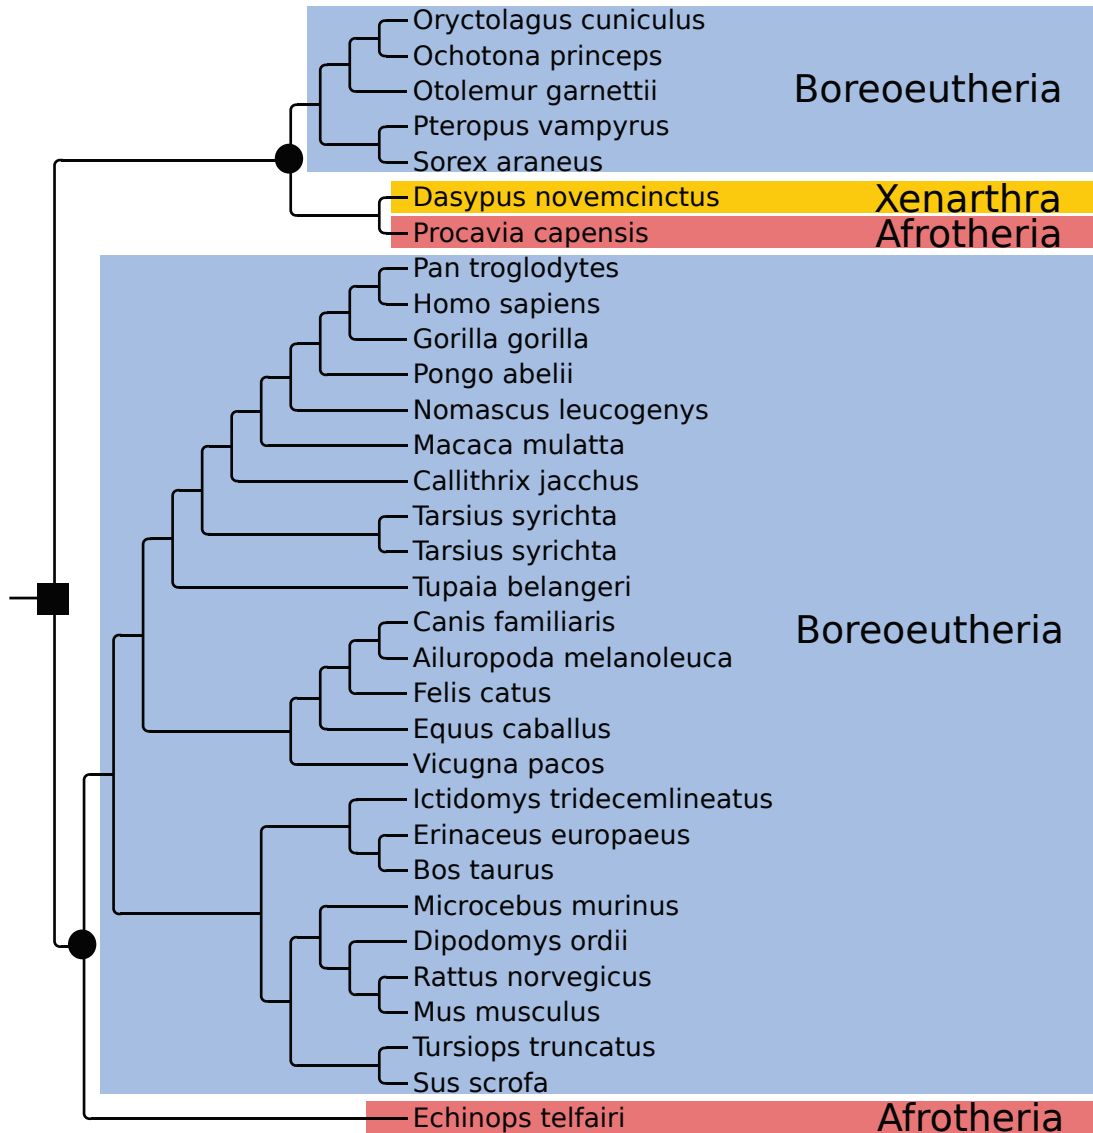 Oryctolagus cuniculus
Ochotona princeps
Boreoeutheria
Otolemur garnettii
Pteropus vampyrus
Sorex araneus
Dasypus novemcinctus Xenarthra
Procavia capensis Afrotheria
Pan troglodytes
Homo sapiens
Gorilla gorilla
Pongo abelii
Nomascus leucogenys
Macaca mulatta
Callithrix jacchus
Tarsius syrichta
Tarsius syrichta
Tupaia belangeri
Canis familiaris
Boreoeutheria
Ailuropoda melanoleuca
Felis catus
Equus caballus
Vicugna pacos
Ictidomys tridecemlineatus
Erinaceus europaeus
Bos taurus
Microcebus murinus
Dipodomys ordii
Rattus norvegicus
Mus musculus
Tursiops truncatus
Sus scrofa
Echinops telfairi Afrotheria